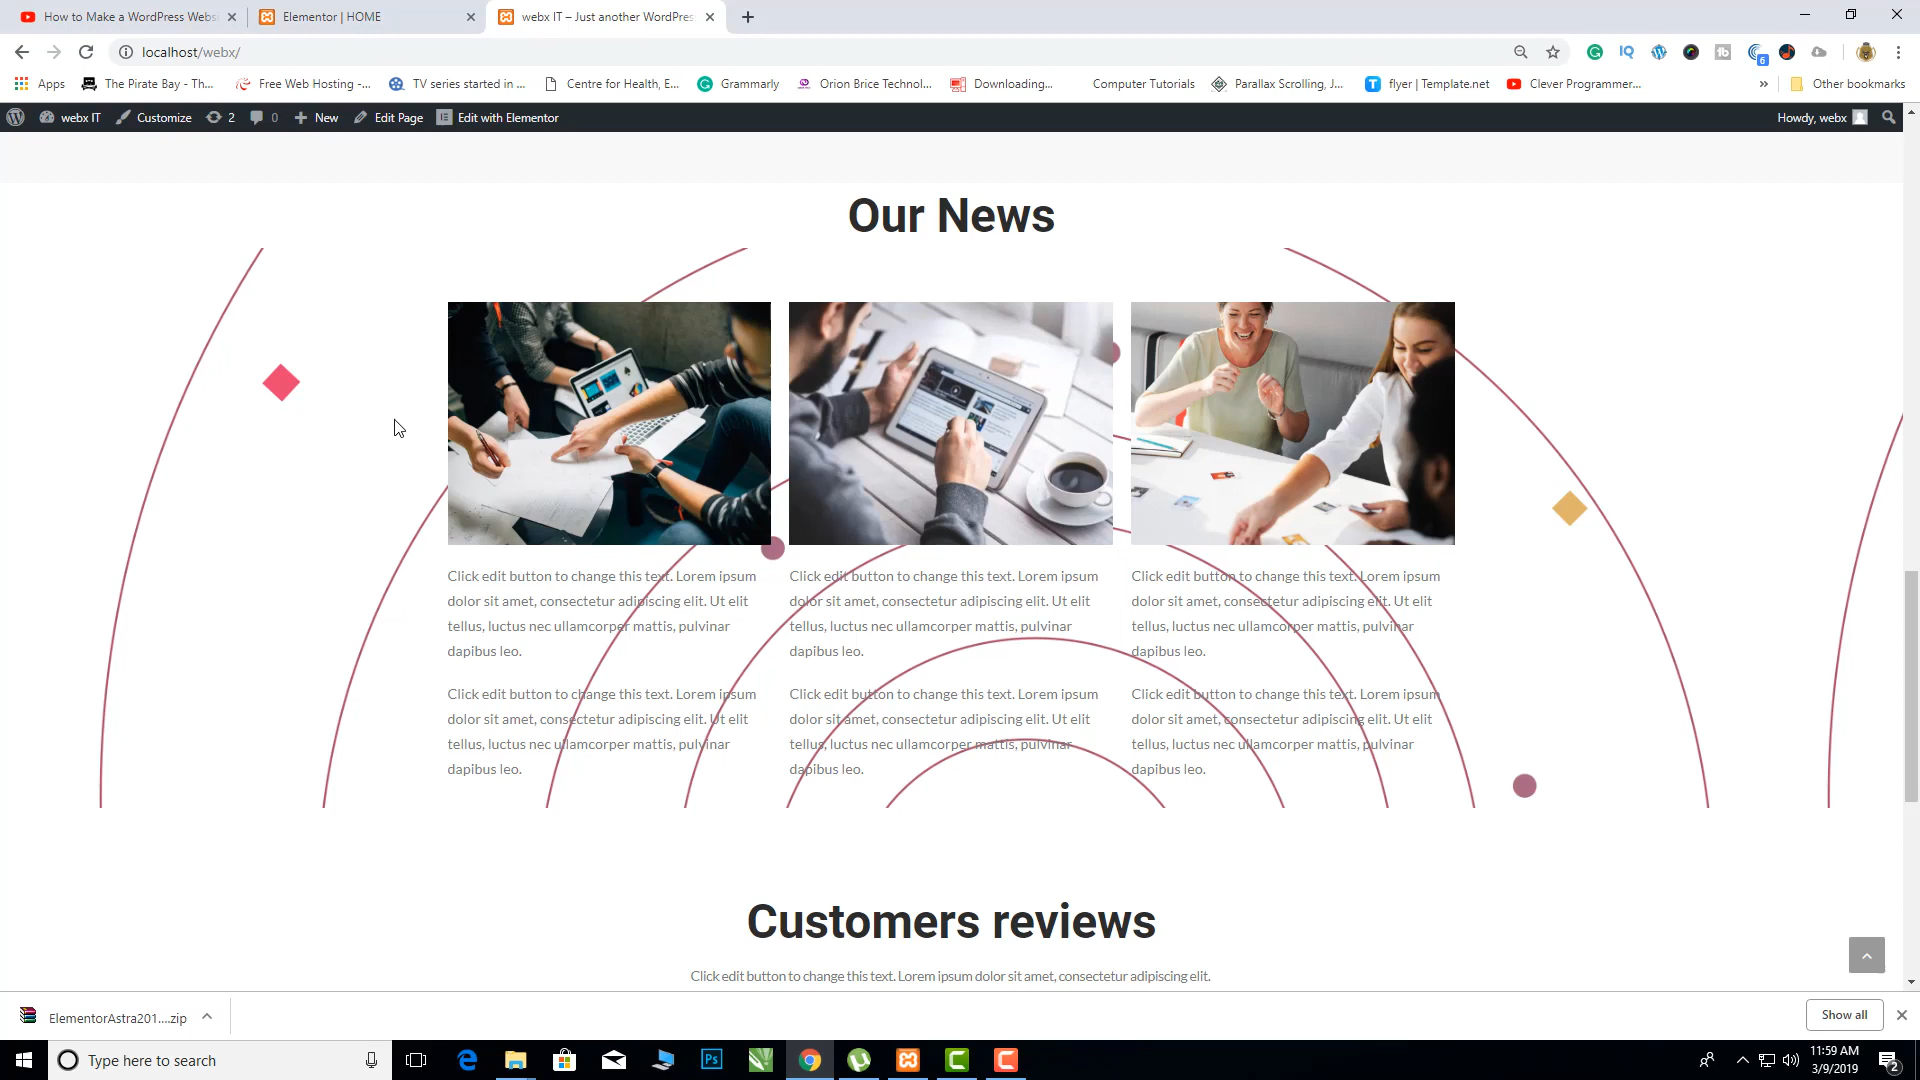 How to Make a WordPress Webs
Elementor | HOME
webx IT – Just another WordPres
localhost/webx/
6
Apps
The Pirate Bay - Th...
Free Web Hosting -...
TV series started in ...
Centre for Health, E...
Grammarly
Orion Brice Technol...
Downloading...
Computer Tutorials
Parallax Scrolling, J...
flyer | Template.net
Clever Programmer...
»
Other bookmarks
webx IT
Customize
2
0
New
Edit Page
Edit with Elementor
Howdy, webx
Our News
Click edit button to change this text. Lorem ipsum
dolor sit amet, consectetur adipiscing elit. Ut elit
tellus, luctus nec ullamcorper mattis, pulvinar
dapibus leo.
Click edit button to change this text. Lorem ipsum
dolor sit amet, consectetur adipiscing elit. Ut elit
tellus, luctus nec ullamcorper mattis, pulvinar
dapibus leo.
Click edit button to change this text. Lorem ipsum
dolor sit amet, consectetur adipiscing elit. Ut elit
tellus, luctus nec ullamcorper mattis, pulvinar
dapibus leo.
Click edit button to change this text. Lorem ipsum
dolor sit amet, consectetur adipiscing elit. Ut elit
tellus, luctus nec ullamcorper mattis, pulvinar
dapibus leo.
Click edit button to change this text. Lorem ipsum
dolor sit amet, consectetur adipiscing elit. Ut elit
tellus, luctus nec ullamcorper mattis, pulvinar
dapibus leo.
Click edit button to change this text. Lorem ipsum
dolor sit amet, consectetur adipiscing elit. Ut elit
tellus, luctus nec ullamcorper mattis, pulvinar
dapibus leo.
Customers reviews
Click edit button to change this text. Lorem ipsum dolor sit amet, consectetur adipiscing elit.
ElementorAstra201....zip
Show all
Type here to search
Ps
11:59 AM
3/9/2019
2